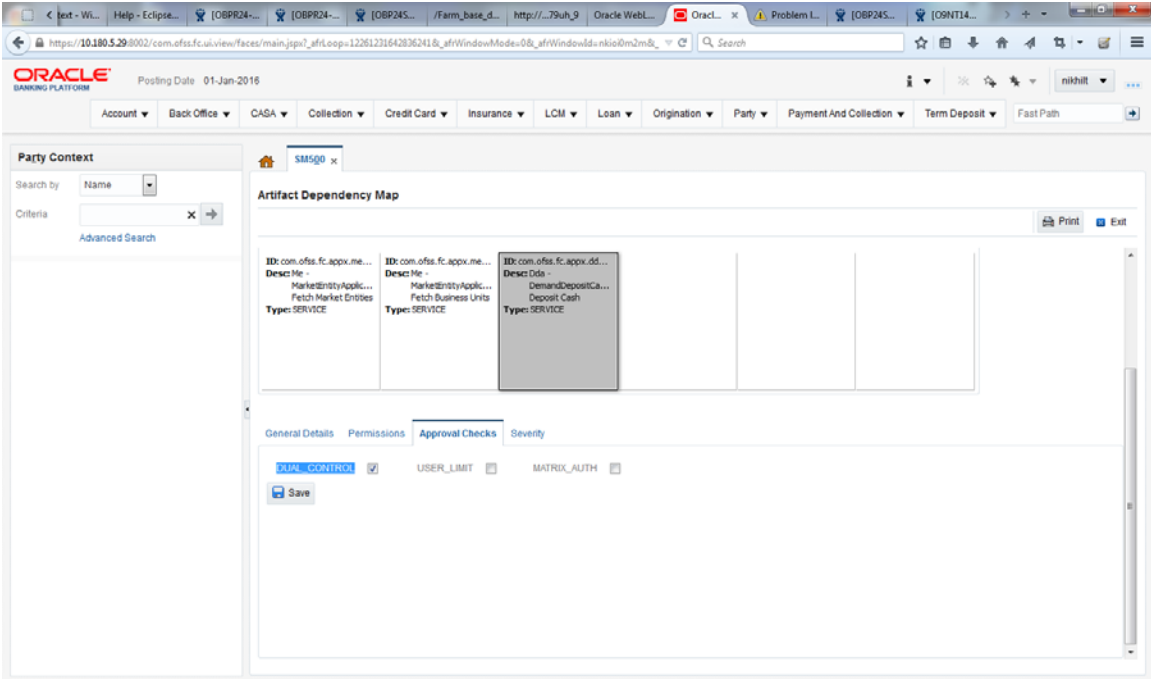 text - Wi... Help - Eclipse... [OBPR24-... [OBPR24-... [OBP24S... /Farm_base_d... http://...79uh_9 Oracle WebL... Oracl... x Problem l... [OBP24S... [O9NT14...
https://10.180.5.29:8002/com.ofss.fc.ui.view/faces/main.jspx?_afrLoop=12261231642836241&_afrWindowMode=0&_afrWindowId=nkioi0m2m&_ Search
ORACLE Posting Date 01-Jan-2016 nikhilt
BANKING PLATFORM
Account Back Office CASA Collection Credit Card Insurance LCM Loan Origination Party Payment And Collection Term Deposit Fast Path
Party Context SM500 x
Search by Name
Artifact Dependency Map
Criteria
Print Exit
Advanced Search
ID: com.ofss.fc.appx.me... ID: com.ofss.fc.appx.me... ID: com.ofss.fc.appx.dd...
Desc: Me - Desc: Me - Desc: Dda -
MarketEntityApplic... MarketEntityApplic... DemandDepositCa...
Fetch Market Entities Fetch Business Units Deposit Cash
Type: SERVICE Type: SERVICE Type: SERVICE
General Details Permissions Approval Checks Severity
DUAL_CONTROL USER_LIMIT MATRIX_AUTH
Save